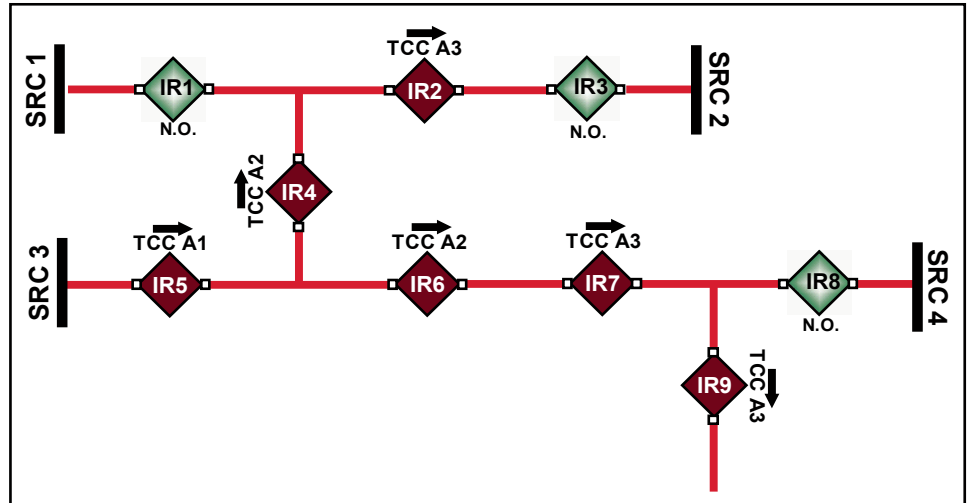 SRC 1
IR1
N.O.
TCC A3
IR2
IR3
N.O.
SRC 2
TCC A2
IR4
SRC 3
TCC A1
IR5
TCC A2
IR6
TCC A3
IR7
IR8
N.O.
SRC 4
IR9
TCC A3